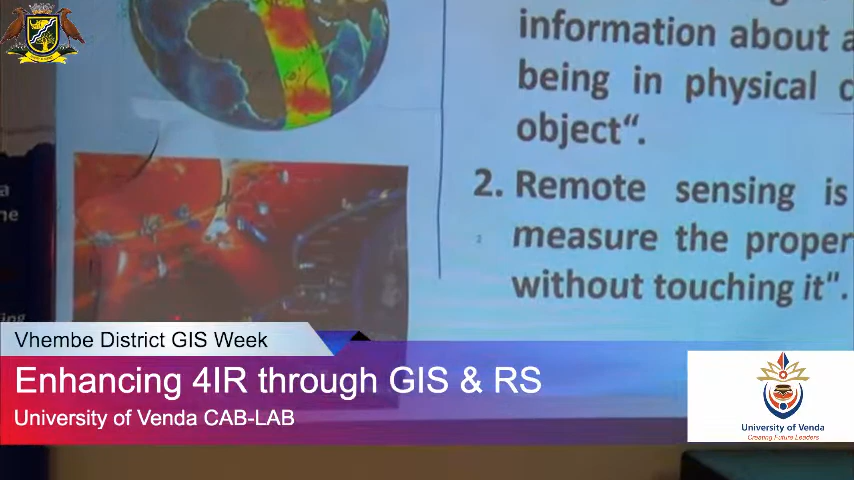 information about a
being in physical c
object“.
2. Remote sensing is
measure the proper
without touching it".
Vhembe District GIS Week
Enhancing 4IR through GIS & RS
University of Venda CAB-LAB
University of Venda
Creating Future Leaders